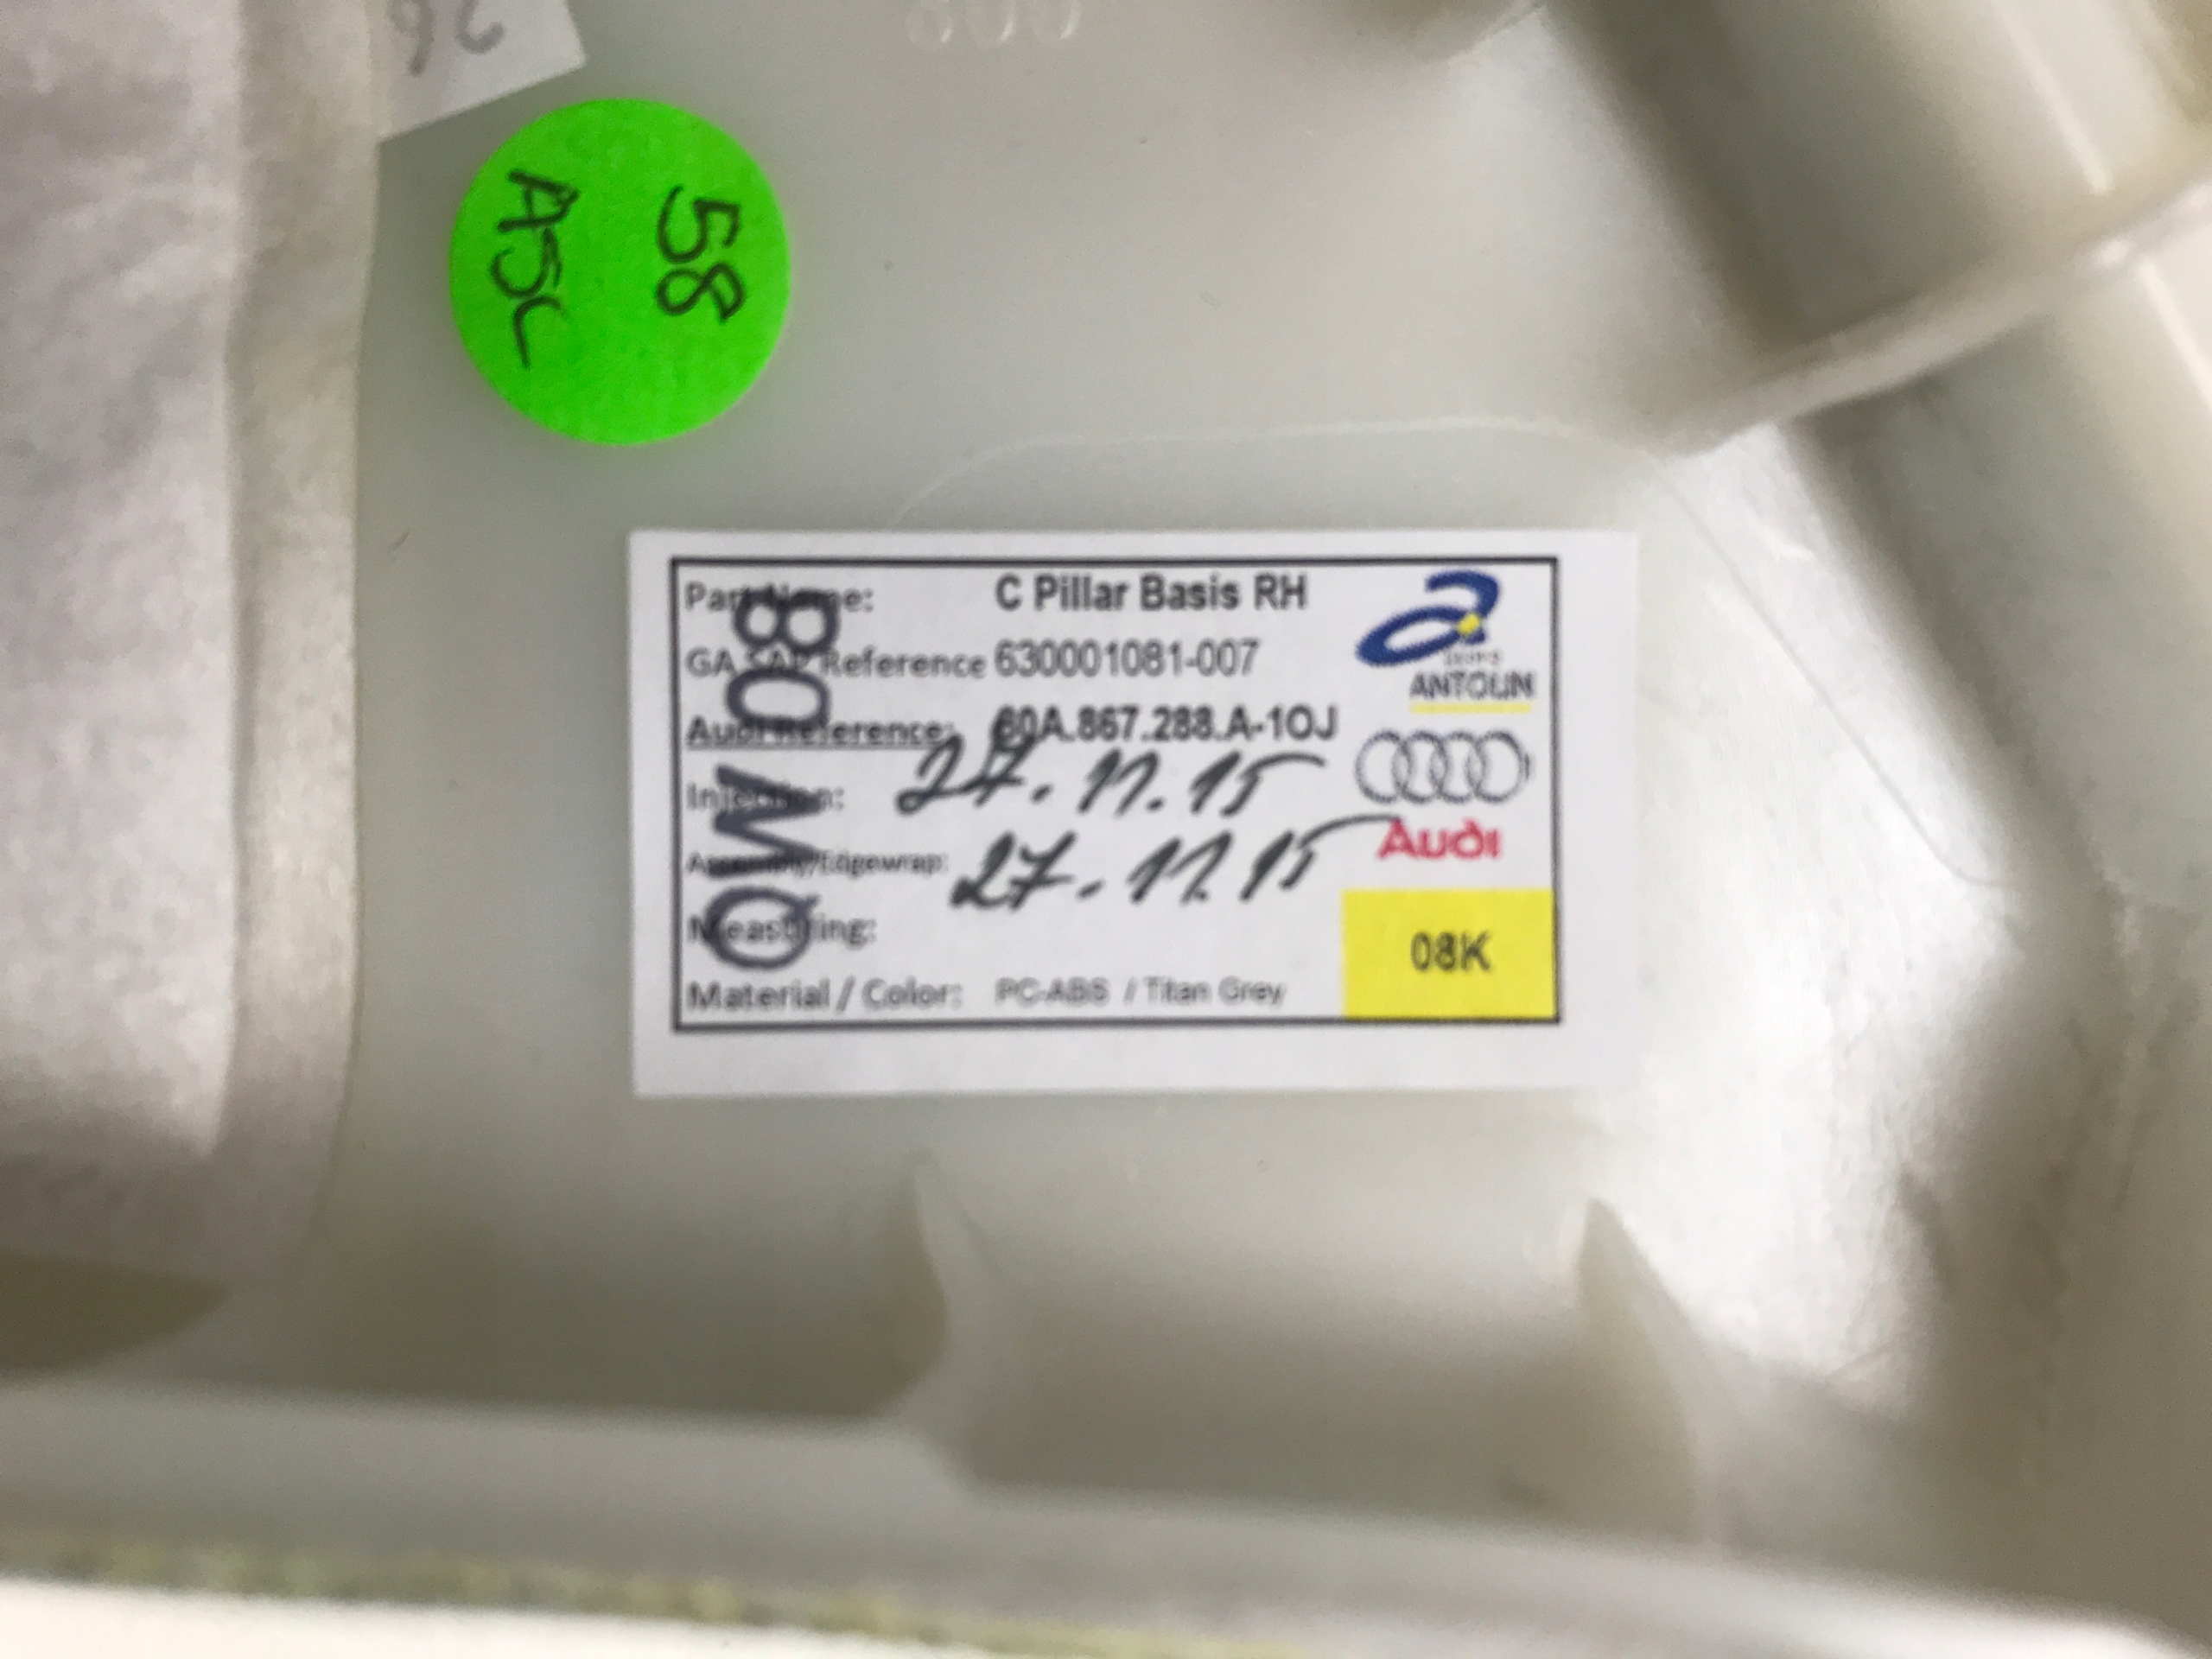 26
58
A5C
Part Name: C Pillar Basis RH
GA SAP Reference 630001081-007
Audi Reference: 80A.867.288.A-1OJ
Injection: 27.11.15
Assembly/Edgewrap: 27.11.15
Measuring:
Material / Color: PC-ABS / Titan Grey
ANTOLIN
Audi
08K
80 MQ